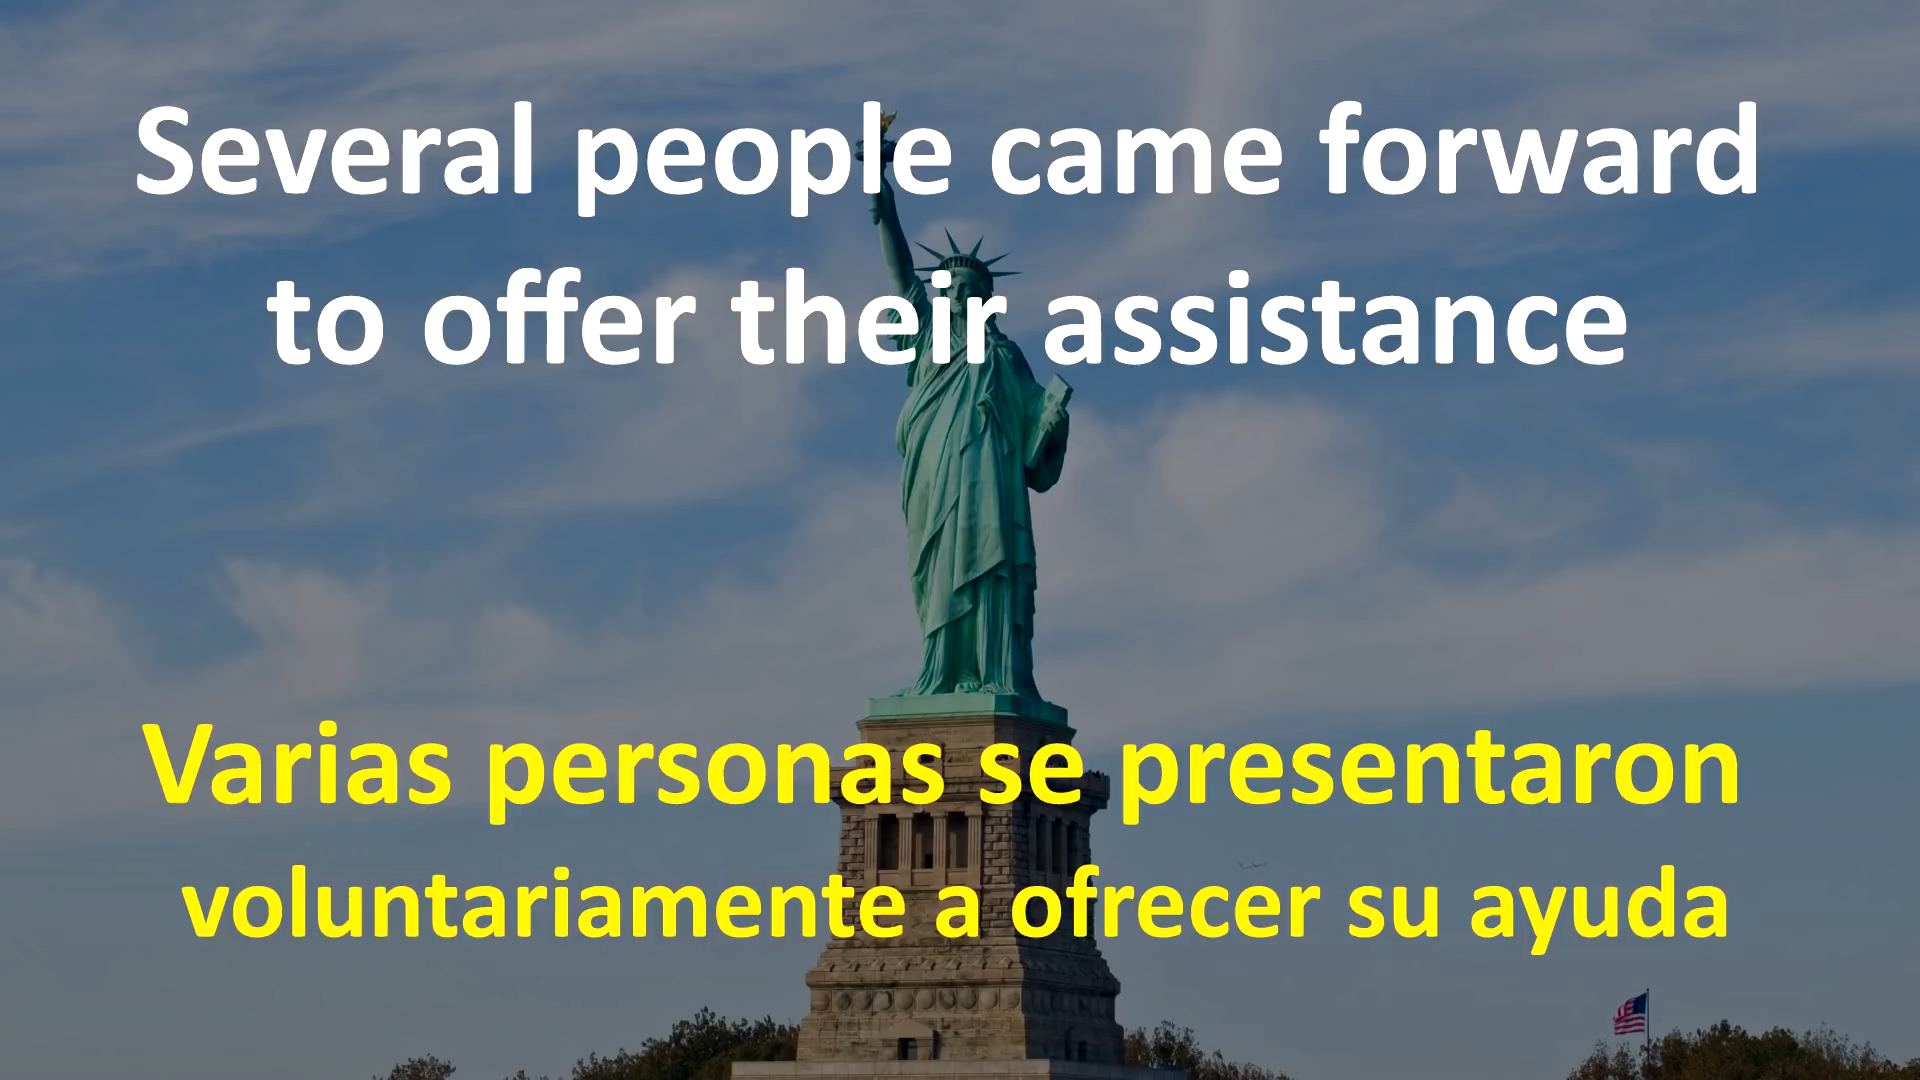 Several people came forward
to offer their assistance
Varias personas se presentaron
voluntariamente a ofrecer su ayuda